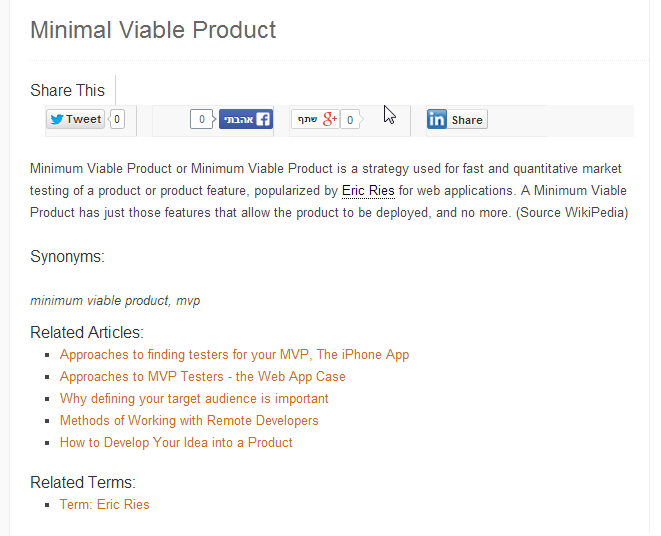 Minimal Viable Product
Share This
Tweet 0 0 אהבתי שתף 0 Share
Minimum Viable Product or Minimum Viable Product is a strategy used for fast and quantitative market
testing of a product or product feature, popularized by Eric Ries for web applications. A Minimum Viable
Product has just those features that allow the product to be deployed, and no more. (Source WikiPedia)
Synonyms:
minimum viable product, mvp
Related Articles:
Approaches to finding testers for your MVP, The iPhone App
Approaches to MVP Testers - the Web App Case
Why defining your target audience is important
Methods of Working with Remote Developers
How to Develop Your Idea into a Product
Related Terms:
Term: Eric Ries